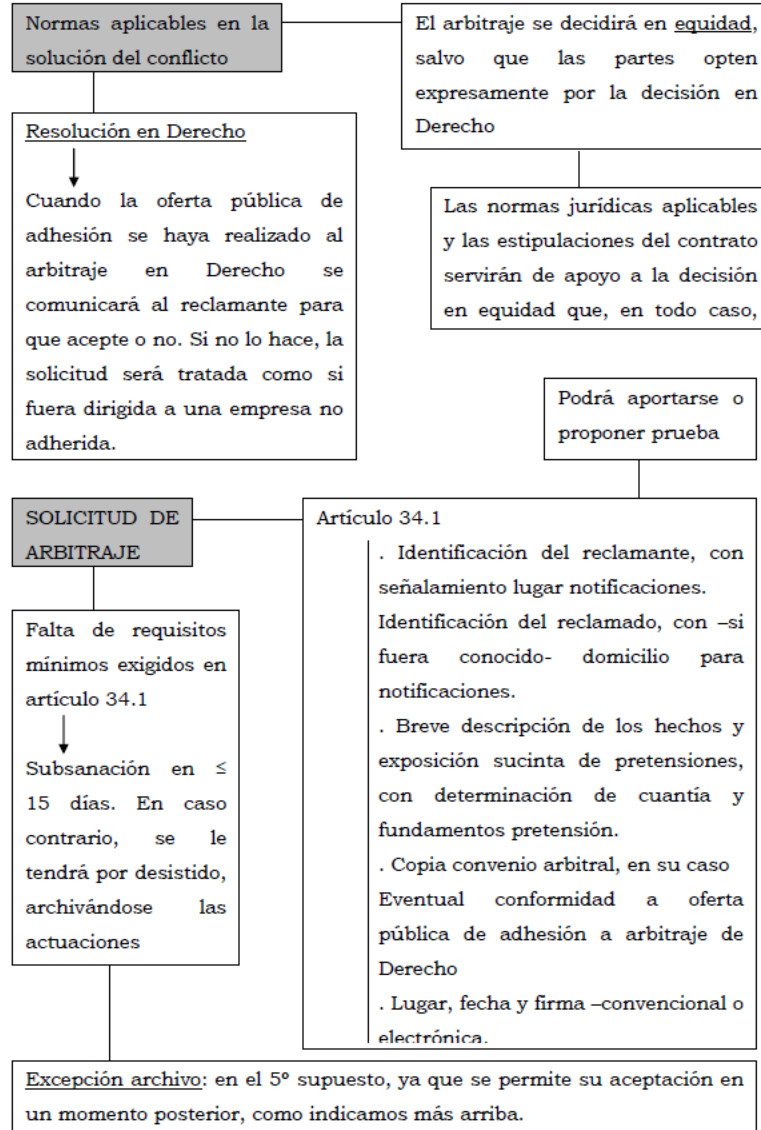 Normas aplicables en la
solución del conflicto
El arbitraje se decidirá en equidad,
salvo que las partes opten
expresamente por la decisión en
Derecho
Resolución en Derecho
Cuando la oferta pública de
adhesión se haya realizado al
arbitraje en Derecho se
comunicará al reclamante para
que acepte o no. Si no lo hace, la
solicitud será tratada como si
fuera dirigida a una empresa no
adherida.
Las normas jurídicas aplicables
y las estipulaciones del contrato
servirán de apoyo a la decisión
en equidad que, en todo caso,
Podrá aportarse o
proponer prueba
SOLICITUD DE
ARBITRAJE
Artículo 34.1
. Identificación del reclamante, con
señalamiento lugar notificaciones.
Identificación del reclamado, con –si
fuera conocido- domicilio para
notificaciones.
. Breve descripción de los hechos y
exposición sucinta de pretensiones,
con determinación de cuantía y
fundamentos pretensión.
. Copia convenio arbitral, en su caso
Eventual conformidad a oferta
pública de adhesión a arbitraje de
Derecho
. Lugar, fecha y firma –convencional o
electrónica.
Falta de requisitos
mínimos exigidos en
artículo 34.1
Subsanación en ≤
15 días. En caso
contrario, se le
tendrá por desistido,
archivándose las
actuaciones
Excepción archivo: en el 5º supuesto, ya que se permite su aceptación en
un momento posterior, como indicamos más arriba.